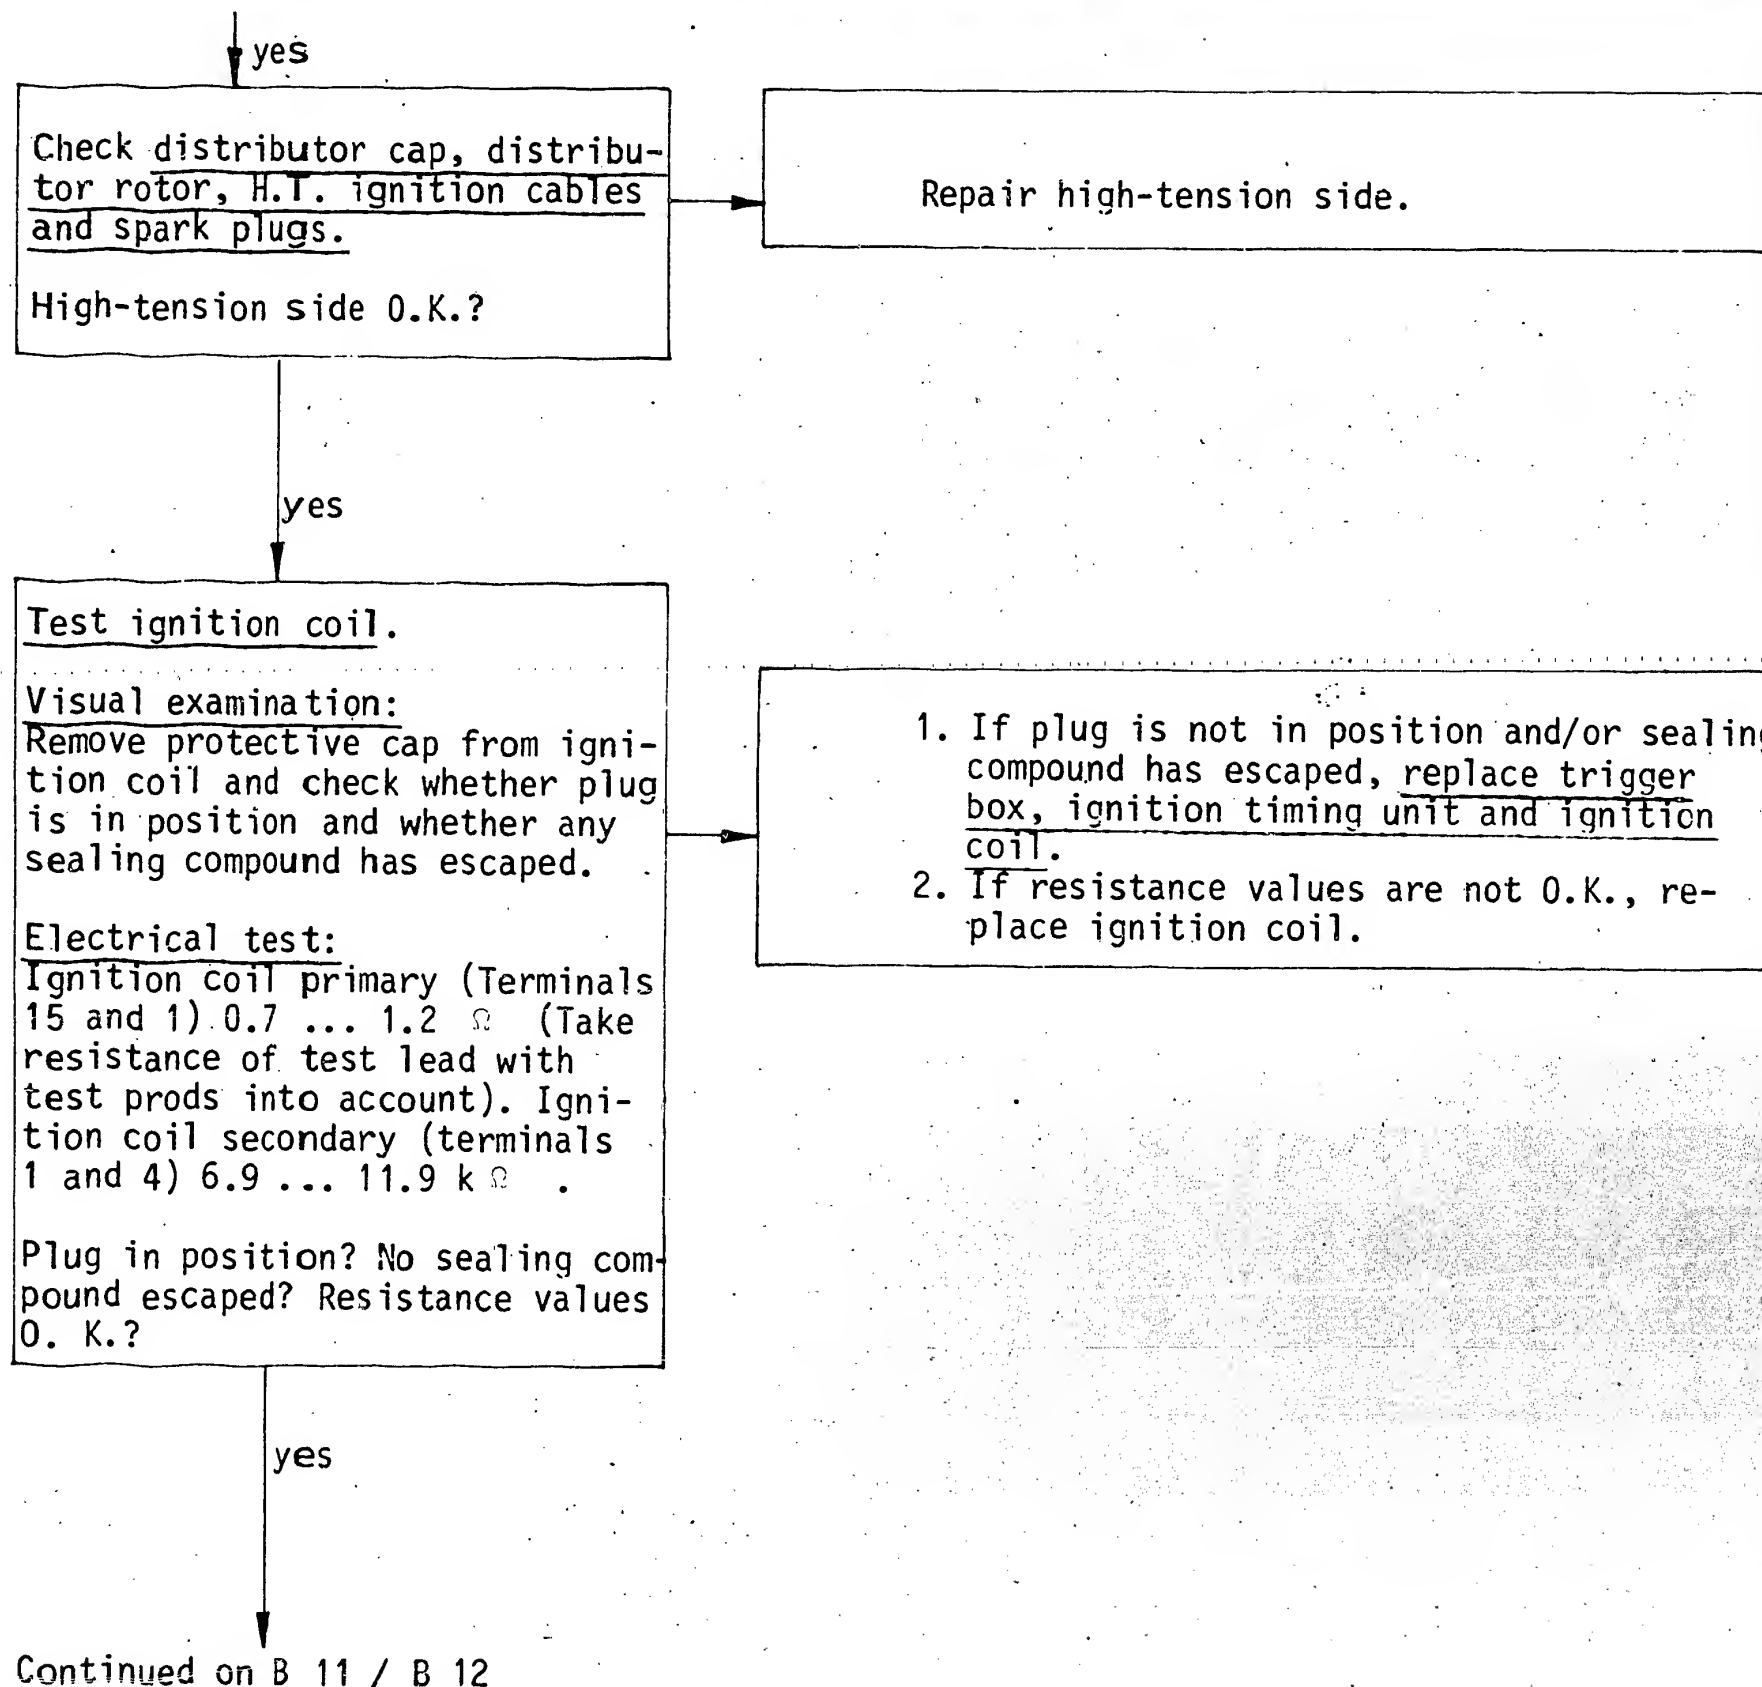 yes
Check distributor cap, distribu-
tor rotor, H.T. ignition cables
and spark plugs.
High-tension side O.K.?
Repair high-tension side.
yes
Test ignition coil.
Visual examination:
Remove protective cap from igni-
tion coil and check whether plug
is in position and whether any
sealing compound has escaped.
Electrical test:
Ignition coil primary (Terminals
15 and 1) 0.7 ... 1.2 Ω (Take
resistance of test lead with
test prods into account). Igni-
tion coil secondary (terminals
1 and 4) 6.9 ... 11.9 k Ω .
Plug in position? No sealing com-
pound escaped? Resistance values
O. K.?
1. If plug is not in position and/or sealing
compound has escaped, replace trigger
box, ignition timing unit and ignition
coil.
2. If resistance values are not O.K., re-
place ignition coil.
yes
Continued on B 11 / B 12